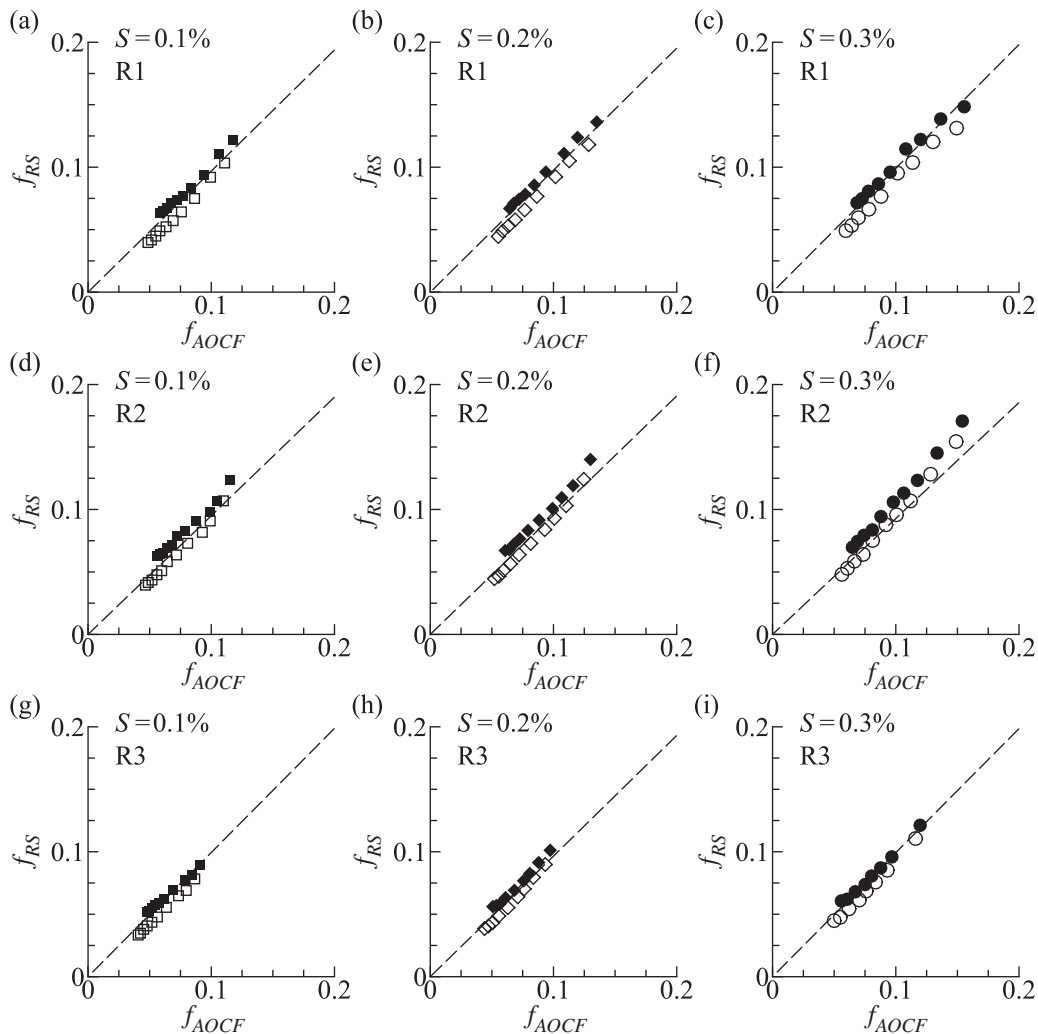 (a)
S = 0.1%
R1
0.2
0.1
0
f_RS
0
0.1
0.2
f_AOCF
(b)
S = 0.2%
R1
0.2
0.1
0
f_RS
0
0.1
0.2
f_AOCF
(c)
S = 0.3%
R1
0.2
0.1
0
f_RS
0
0.1
0.2
f_AOCF
(d)
S = 0.1%
R2
0.2
0.1
0
f_RS
0
0.1
0.2
f_AOCF
(e)
S = 0.2%
R2
0.2
0.1
0
f_RS
0
0.1
0.2
f_AOCF
(f)
S = 0.3%
R2
0.2
0.1
0
f_RS
0
0.1
0.2
f_AOCF
(g)
S = 0.1%
R3
0.2
0.1
0
f_RS
0
0.1
0.2
f_AOCF
(h)
S = 0.2%
R3
0.2
0.1
0
f_RS
0
0.1
0.2
f_AOCF
(i)
S = 0.3%
R3
0.2
0.1
0
f_RS
0
0.1
0.2
f_AOCF